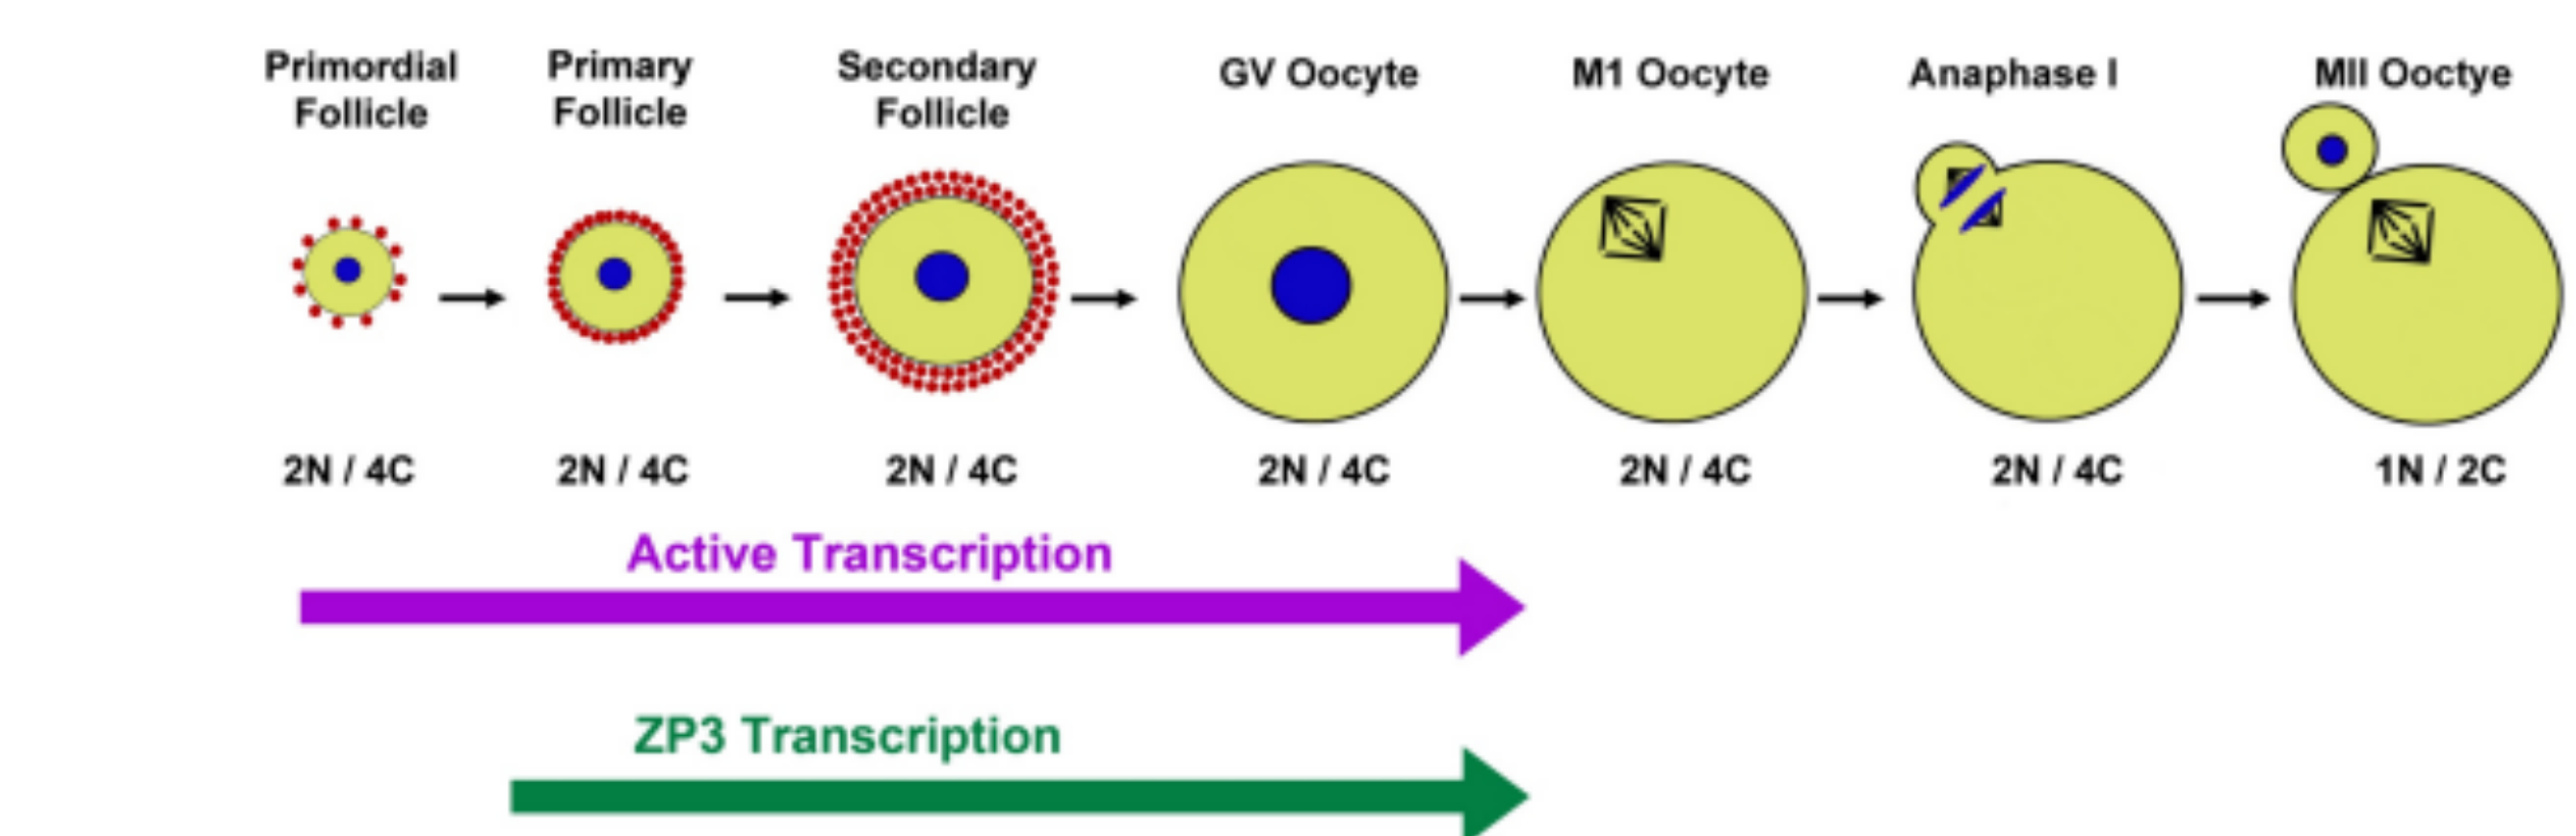 Primordial
Follicle
Primary
Follicle
Secondary
Follicle
GV Oocyte
M1 Oocyte
Anaphase I
MII Ooctye
2N / 4C
2N / 4C
2N / 4C
2N / 4C
2N / 4C
2N / 4C
1N / 2C
Active Transcription
ZP3 Transcription